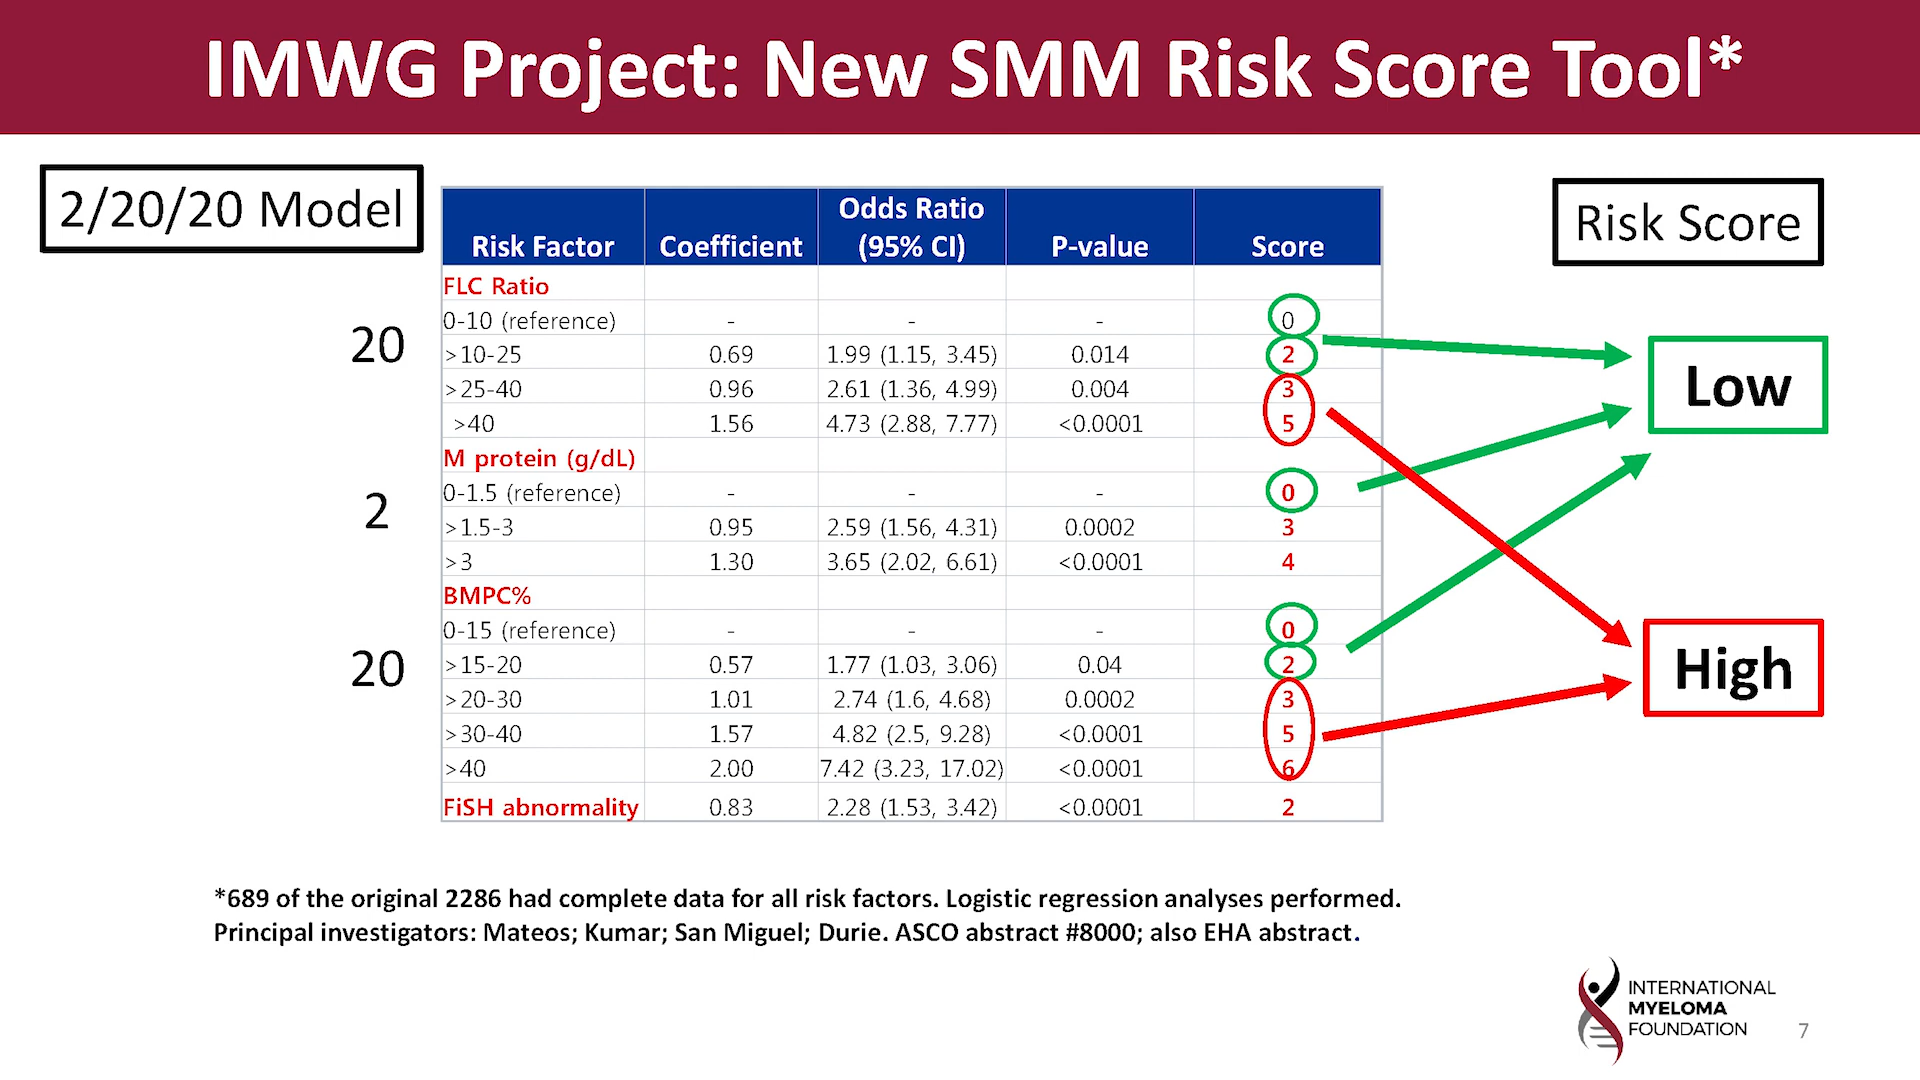 IMWG Project: New SMM Risk Score Tool*
2/20/20 Model
Risk Score
Risk Factor Coefficient Odds Ratio (95% CI) P-value Score
FLC Ratio
0-10 (reference) - - - 0
20
>10-25 0.69 1.99 (1.15, 3.45) 0.014 2
>25-40 0.96 2.61 (1.36, 4.99) 0.004 3
>40 1.56 4.73 (2.88, 7.77) <0.0001 5
Low
M protein (g/dL)
0-1.5 (reference) - - - 0
2
>1.5-3 0.95 2.59 (1.56, 4.31) 0.0002 3
>3 1.30 3.65 (2.02, 6.61) <0.0001 4
BMPC%
0-15 (reference) - - - 0
20
>15-20 0.57 1.77 (1.03, 3.06) 0.04 2
>20-30 1.01 2.74 (1.6, 4.68) 0.0002 3
>30-40 1.57 4.82 (2.5, 9.28) <0.0001 5
>40 2.00 7.42 (3.23, 17.02) <0.0001 6
High
FiSH abnormality 0.83 2.28 (1.53, 3.42) <0.0001 2
*689 of the original 2286 had complete data for all risk factors. Logistic regression analyses performed.
Principal investigators: Mateos; Kumar; San Miguel; Durie. ASCO abstract #8000; also EHA abstract.
INTERNATIONAL
MYELOMA
FOUNDATION
7